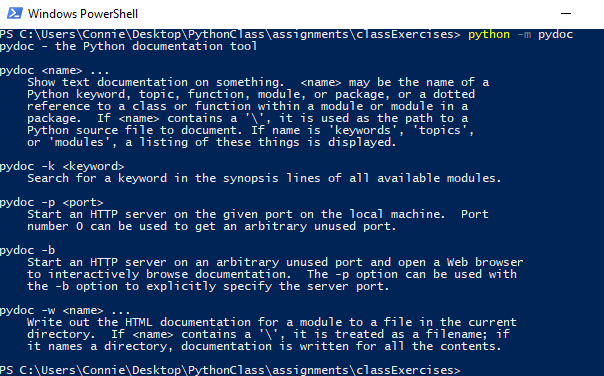 Windows PowerShell
PS C:\Users\Connie\Desktop\PythonClass\assignments\classExercises> python -m pydoc
pydoc - the Python documentation tool

pydoc <name> ...
    Show text documentation on something.  <name> may be the name of a
    Python keyword, topic, function, module, or package, or a dotted
    reference to a class or function within a module or module in a
    package.  If <name> contains a '\', it is used as the path to a
    Python source file to document. If name is 'keywords', 'topics',
    or 'modules', a listing of these things is displayed.

pydoc -k <keyword>
    Search for a keyword in the synopsis lines of all available modules.

pydoc -p <port>
    Start an HTTP server on the given port on the local machine.  Port
    number 0 can be used to get an arbitrary unused port.

pydoc -b
    Start an HTTP server on an arbitrary unused port and open a Web browser
    to interactively browse documentation.  The -p option can be used with
    the -b option to explicitly specify the server port.

pydoc -w <name> ...
    Write out the HTML documentation for a module to a file in the current
    directory.  If <name> contains a '\', it is treated as a filename; if
    it names a directory, documentation is written for all the contents.

PS C:\Users\Connie\Desktop\PythonClass\assignments\classExercises>